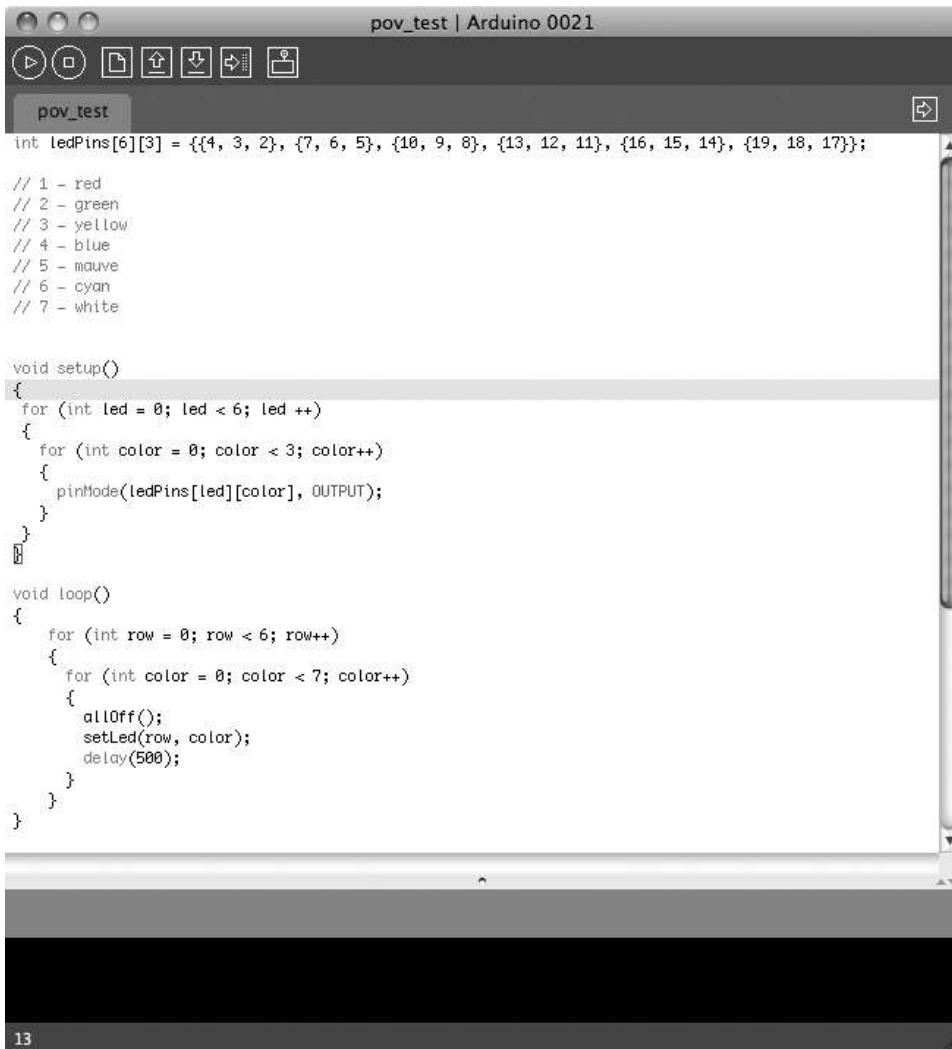 pov_test | Arduino 0021
pov_test
int ledPins[6][3] = {{4, 3, 2}, {7, 6, 5}, {10, 9, 8}, {13, 12, 11}, {16, 15, 14}, {19, 18, 17}};
// 1 - red
// 2 - green
// 3 - yellow
// 4 - blue
// 5 - mauve
// 6 - cyan
// 7 - white
void setup()
{
for (int led = 0; led < 6; led ++)
{
for (int color = 0; color < 3; color++)
{
pinMode(ledPins[led][color], OUTPUT);
}
}
}
void loop()
{
for (int row = 0; row < 6; row++)
{
for (int color = 0; color < 7; color++)
{
allOff();
setLed(row, color);
delay(500);
}
}
}
13